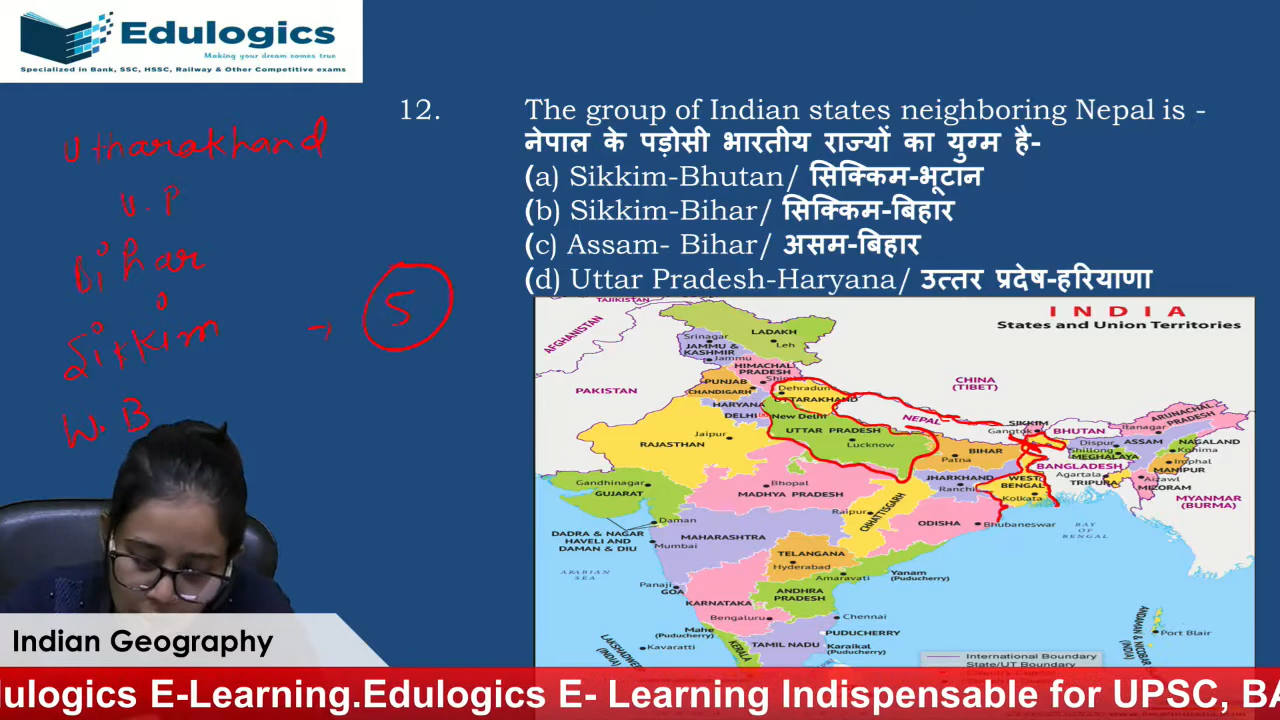 Edulogics
Making your dream comes true
Specialized in Bank, SSC, HSSC, Railway & Other Competitive exams
Utharakhand
U.P
Bihar
Sikkim
W.B
→ 5
12. The group of Indian states neighboring Nepal is -
नेपाल के पड़ोसी भारतीय राज्यों का युग्म है-
(a) Sikkim-Bhutan/ सिक्किम-भूटान
(b) Sikkim-Bihar/ सिक्किम-बिहार
(c) Assam- Bihar/ असम-बिहार
(d) Uttar Pradesh-Haryana/ उत्तर प्रदेष-हरियाणा
INDIA
States and Union Territories
TAJIKISTAN
AFGHANISTAN
LADAKH
Leh
Srinagar
JAMMU &
KASHMIR
Jammu
HIMACHAL
PRADESH
PUNJAB
CHANDIGARH
Dehradun
UTTARAKHAND
CHINA
(TIBET)
PAKISTAN
HARYANA
DELHI
New Delhi
NEPAL
SIKKIM
Gangtok
BHUTAN
ARUNACHAL
PRADESH
Itanagar
Jaipur
RAJASTHAN
UTTAR PRADESH
Lucknow
BIHAR
Patna
Dispur
ASSAM
NAGALAND
Kohima
Shillong
MEGHALAYA
Imphal
MANIPUR
BANGLADESH
Agartala
TRIPURA
Aizawl
MIZORAM
MYANMAR
(BURMA)
Gandhinagar
GUJARAT
Bhopal
MADHYA PRADESH
JHARKHAND
Ranchi
WEST
BENGAL
Kolkata
CHHATTISGARH
Raipur
ODISHA
Bhubaneswar
BAY
OF
BENGAL
Daman
DADRA & NAGAR
HAVELI AND
DAMAN & DIU
Mumbai
MAHARASHTRA
TELANGANA
Hyderabad
ARABIAN
SEA
Amaravati
Yanam
(Puducherry)
Panaji
GOA
ANDHRA
PRADESH
KARNATAKA
Bengaluru
Chennai
Mahe
(Puducherry)
PUDUCHERRY
Karaikal
(Puducherry)
TAMIL NADU
KERALA
Kavaratti
LAKSHADWEEP
(INDIA)
Port Blair
ANDAMAN & NICOBAR
(INDIA)
International Boundary
State/UT Boundary
Indian Geography
dulogics E-Learning.Edulogics E- Learning Indispensable for UPSC, BA